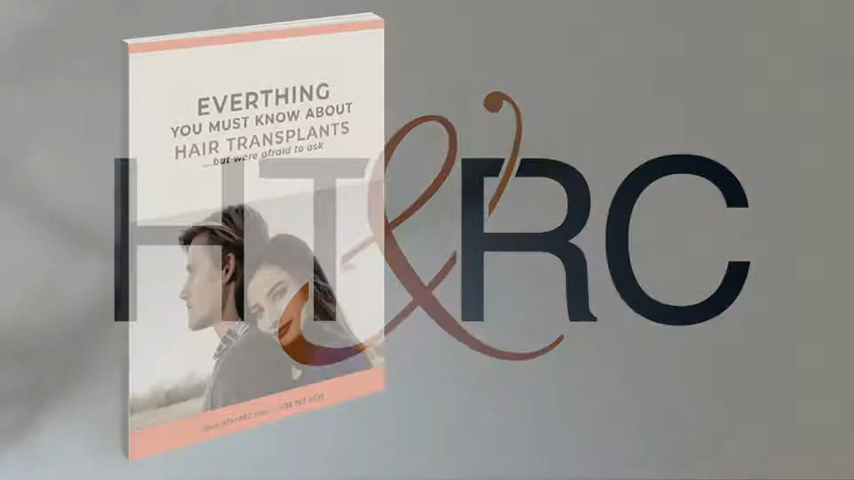 EVERTHING
YOU MUST KNOW ABOUT
HAIR TRANSPLANTS
...but were afraid to ask
HT&RC